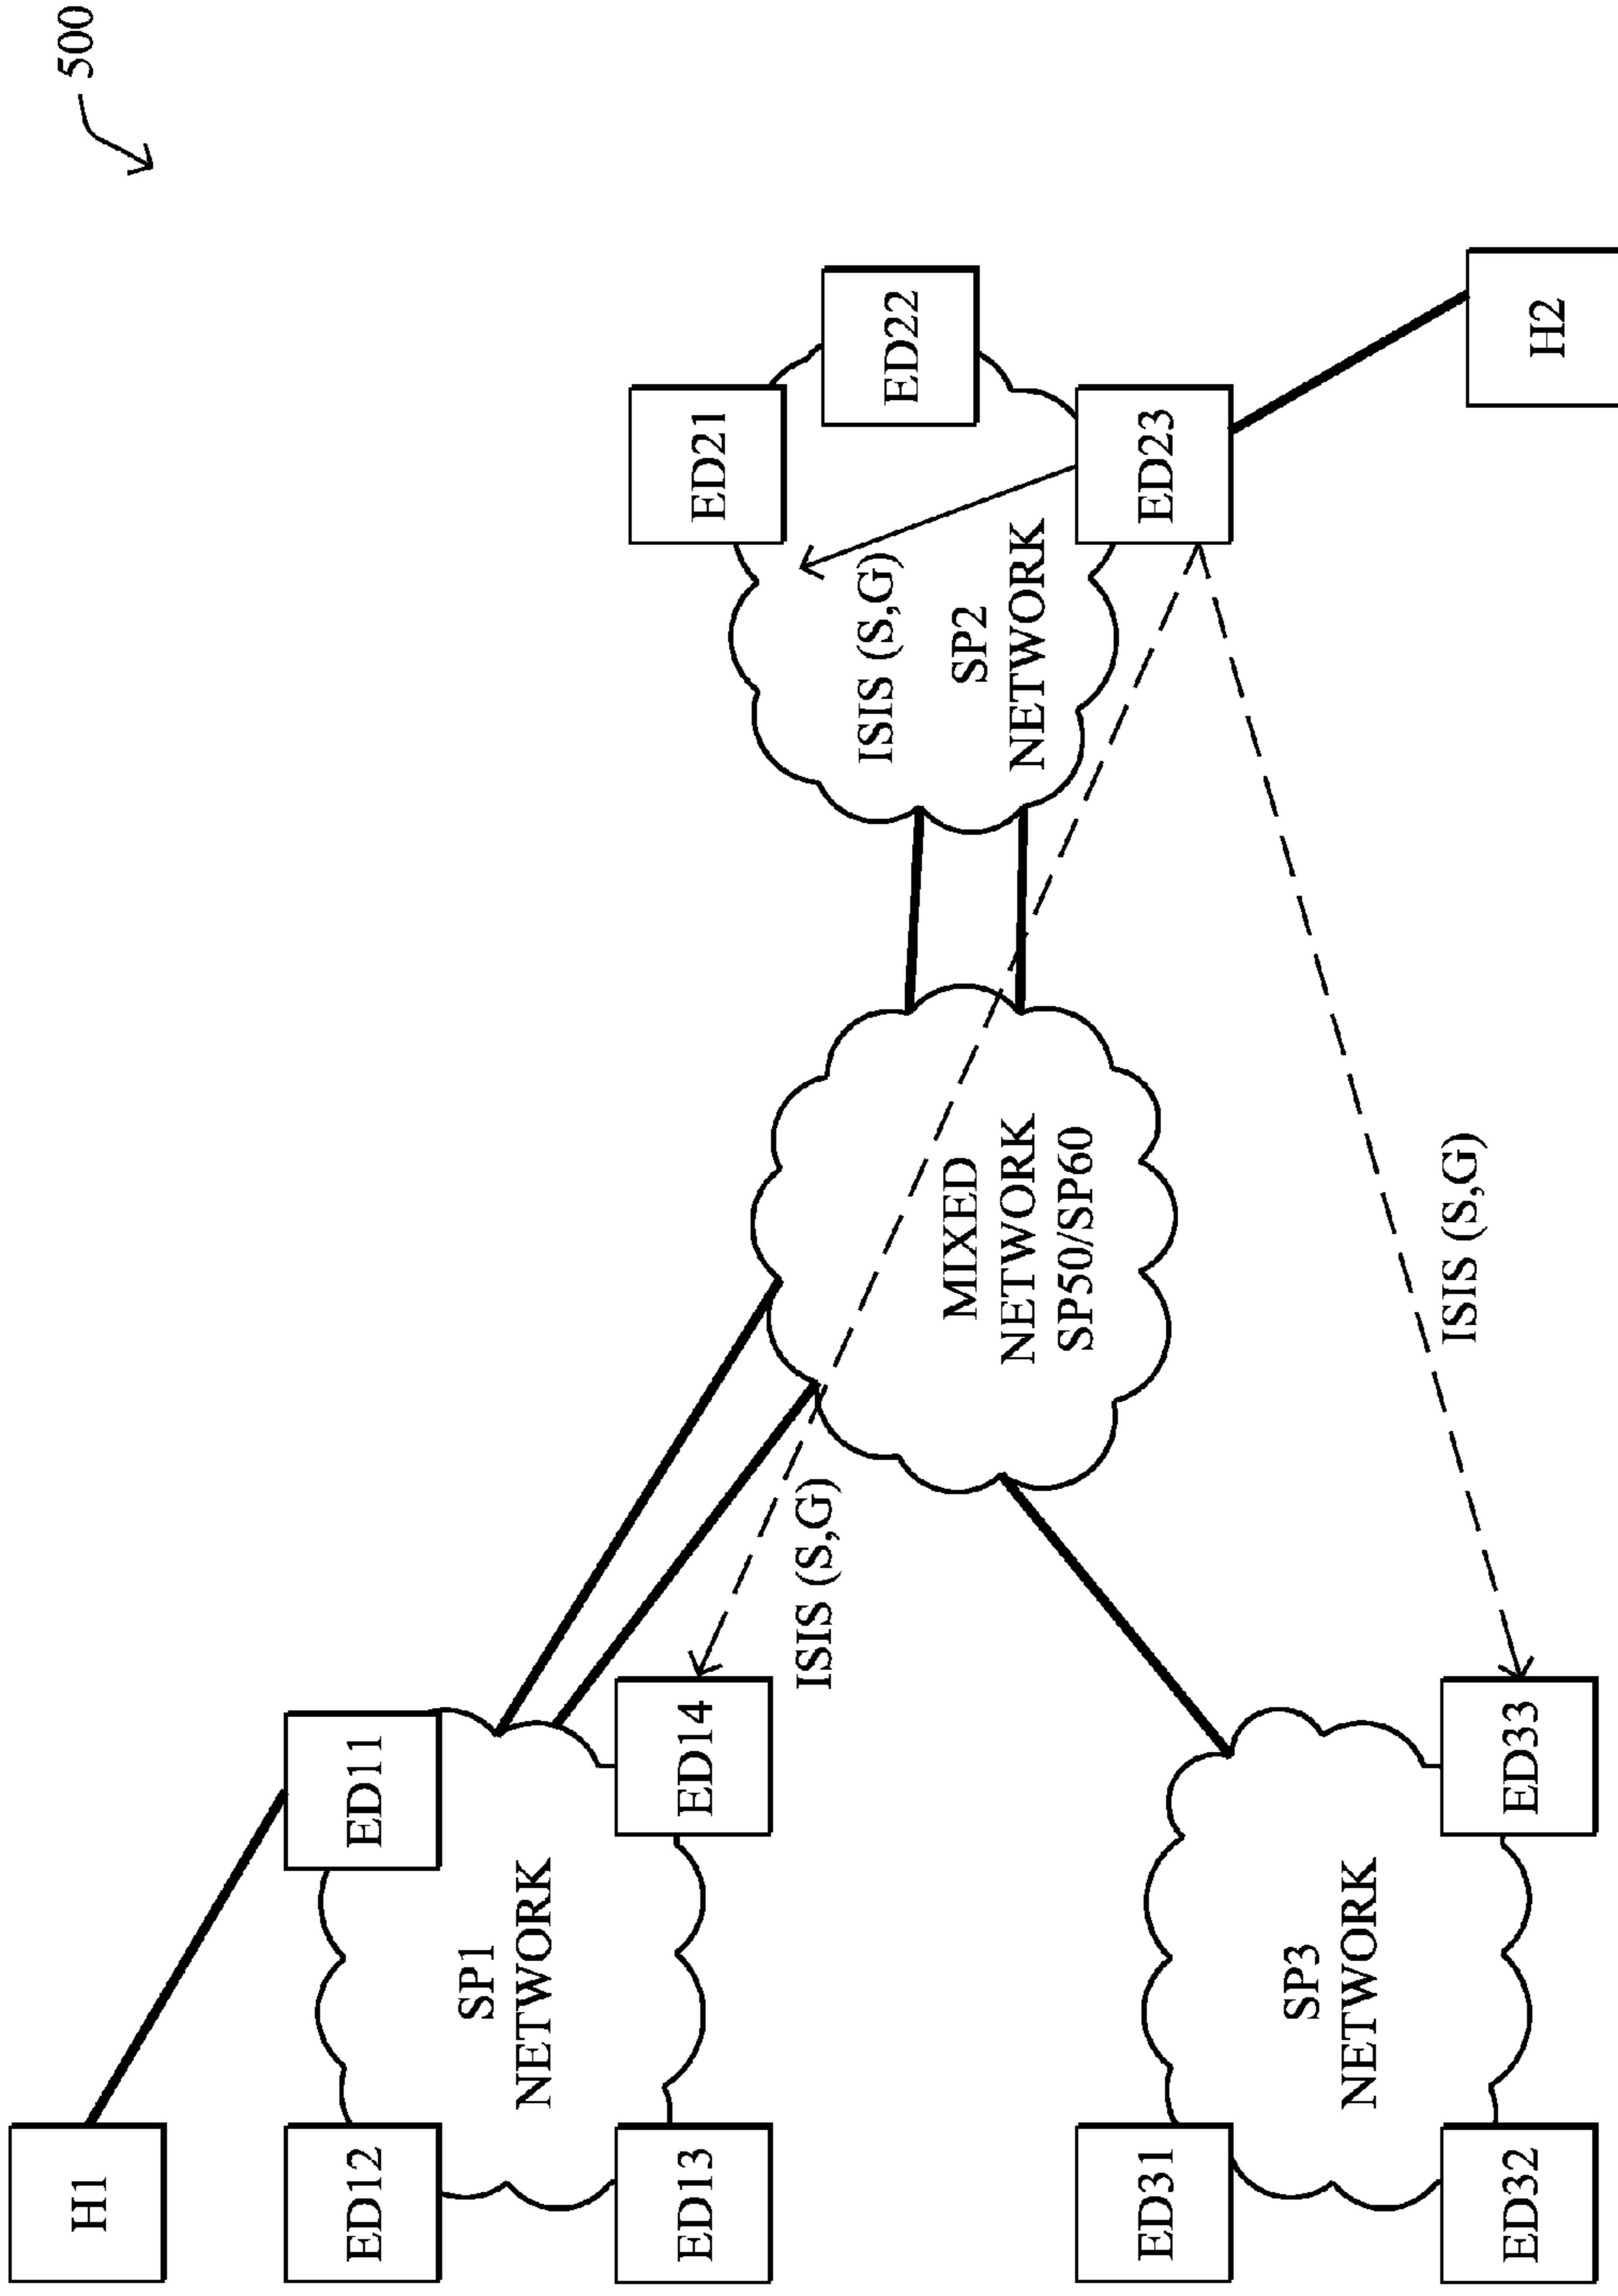 500
H1
ED12
ED11
SP1
NETWORK
ED13
ED14
ISIS (S,G)
ED21
ED22
ISIS (S,G)
SP2
NETWORK
ED23
MIXED
NETWORK
SP50/SP60
ED31
SP3
NETWORK
ED32
ED33
ISIS (S,G)
H2